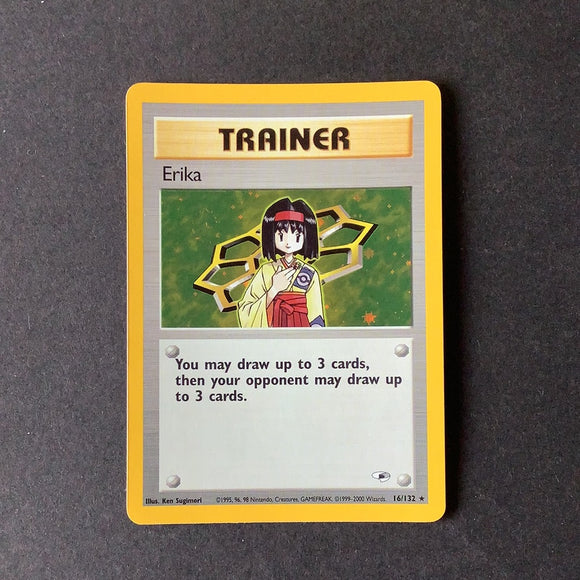 TRAINER
Erika
You may draw up to 3 cards,
then your opponent may draw up
to 3 cards.
Illus. Ken Sugimori ©1995, 96, 98 Nintendo, Creatures, GAMEFREAK. ©1999-2000 Wizards. 16/132 ★